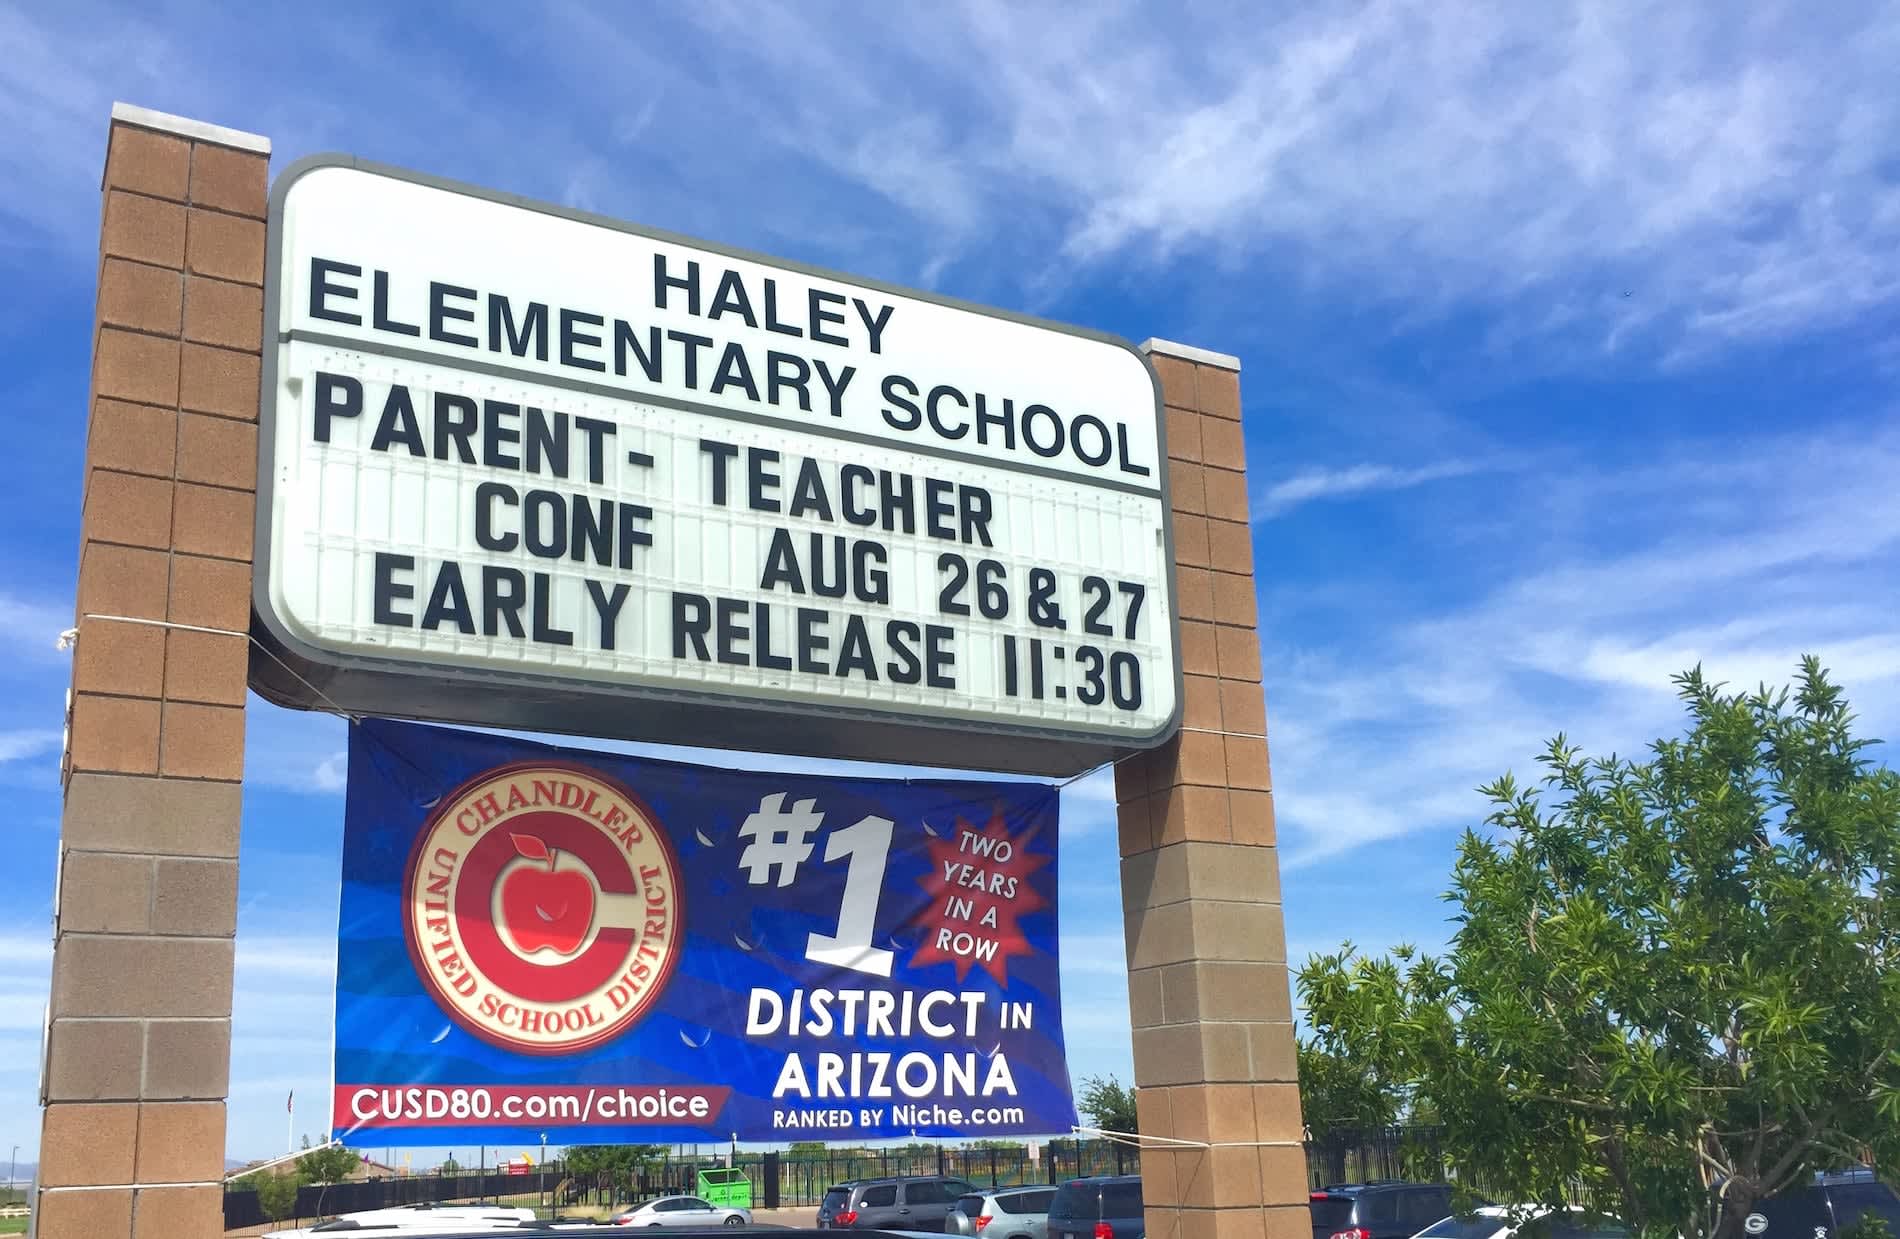 HALEY
ELEMENTARY SCHOOL
PARENT- TEACHER
CONF AUG 26 & 27
EARLY RELEASE 11:30
CHANDLER
UNIFIED SCHOOL DISTRICT
#1
TWO
YEARS
IN A
ROW
DISTRICT IN
ARIZONA
RANKED BY Niche.com
CUSD80.com/choice
G